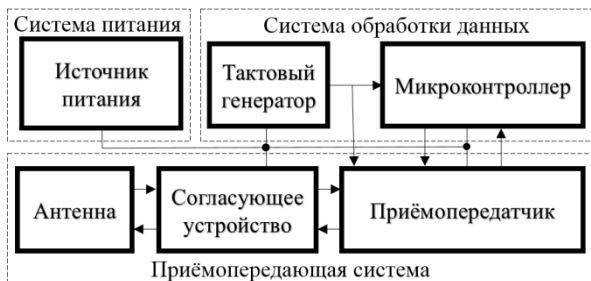 Система питания
Система обработки данных
Источник
питания
Тактовый
генератор
Микроконтроллер
Антенна
Согласующее
устройство
Приёмопередатчик
Приёмопередающая система